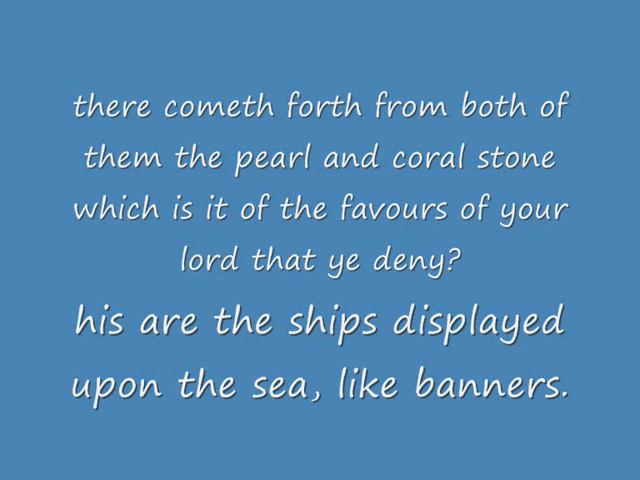 there cometh forth from both of
them the pearl and coral stone
which is it of the favours of your
lord that ye deny?
his are the ships displayed
upon the sea, like banners.